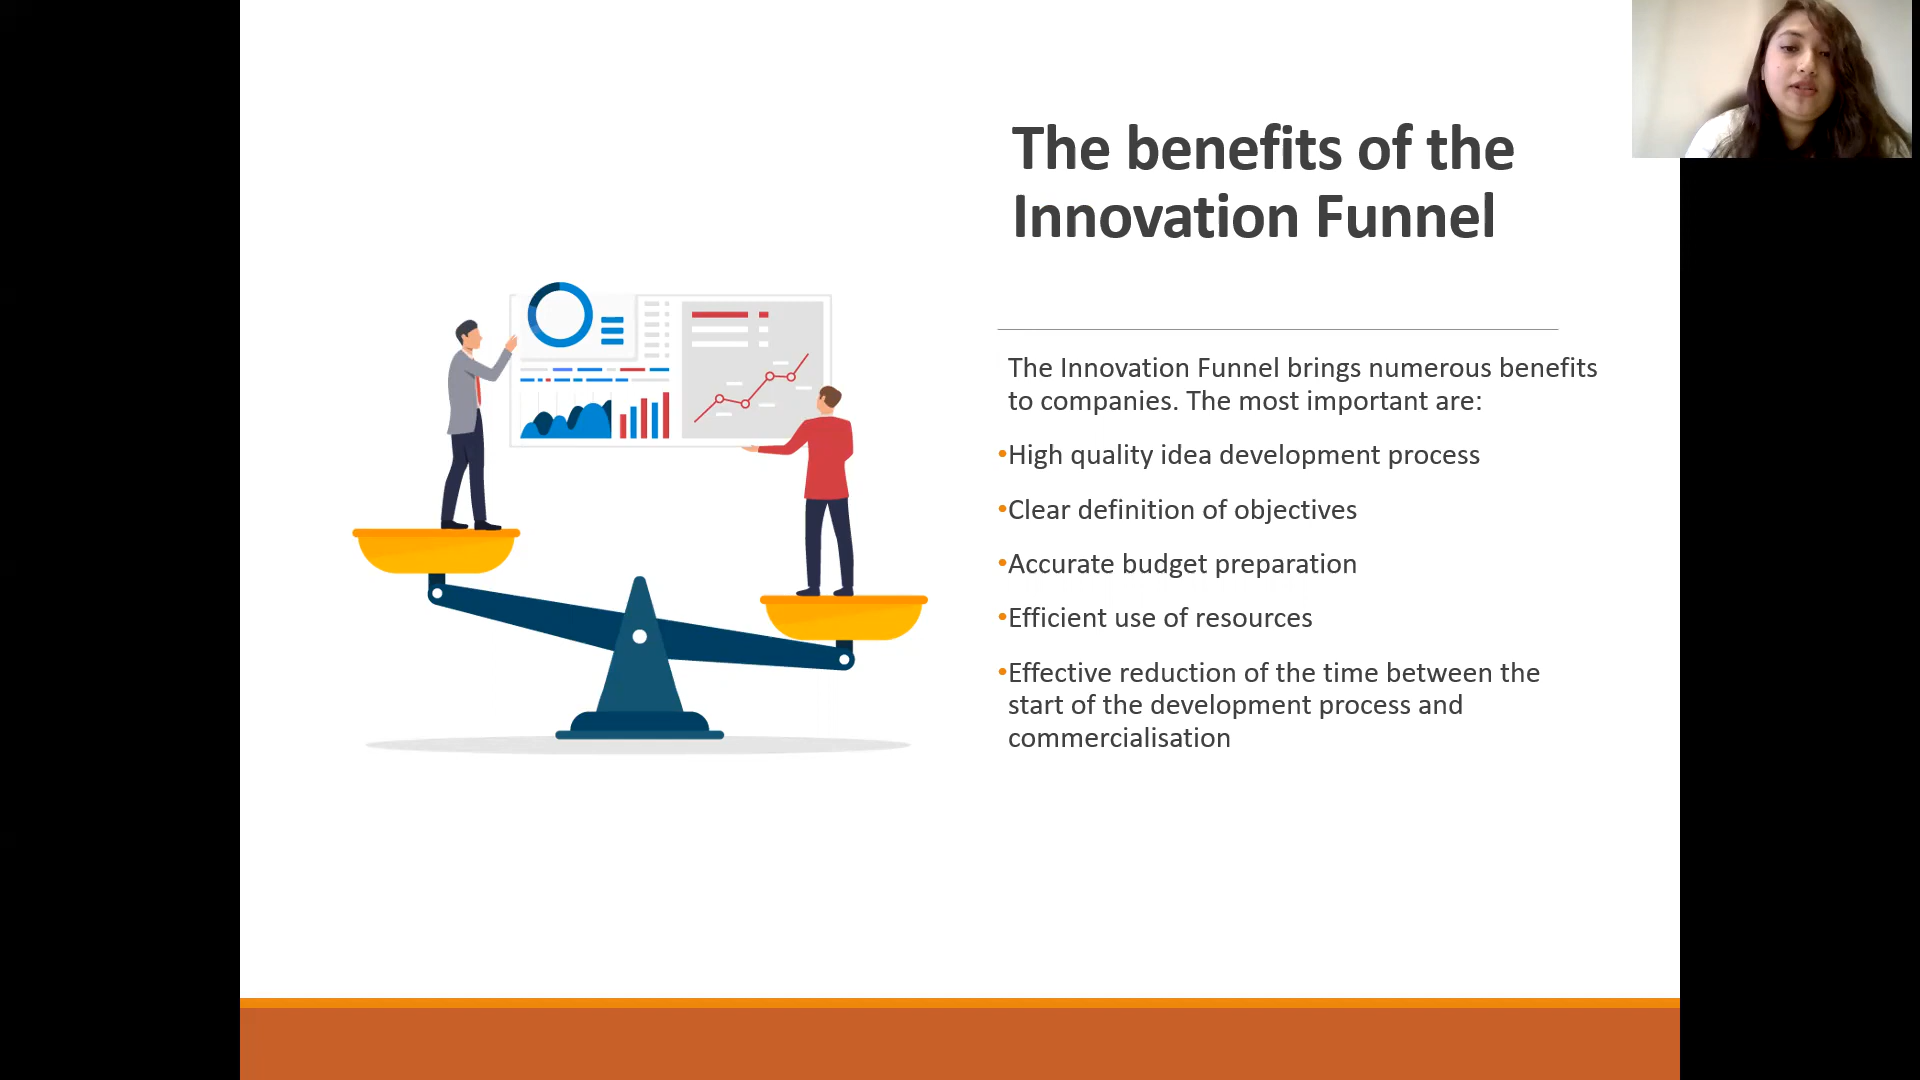 The benefits of the
Innovation Funnel
The Innovation Funnel brings numerous benefits
to companies. The most important are:
•High quality idea development process
•Clear definition of objectives
•Accurate budget preparation
•Efficient use of resources
•Effective reduction of the time between the
start of the development process and
commercialisation